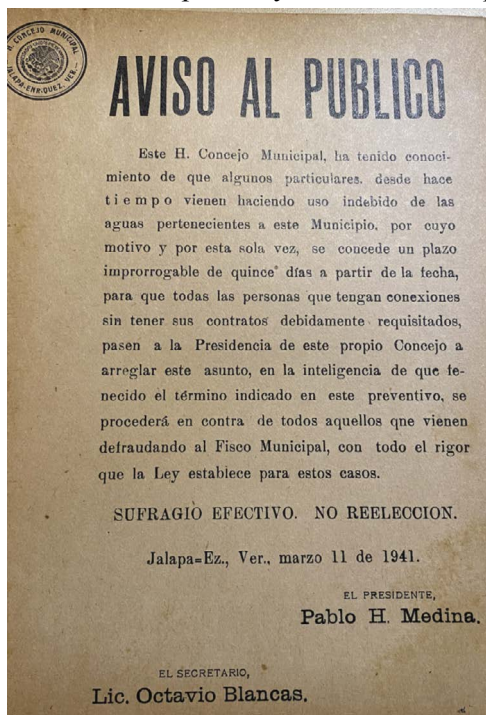 H. CONCEJO MUNICIPAL
JALAPA-ENRIQUEZ, VER.
AVISO AL PUBLICO
Este H. Concejo Municipal, ha tenido conoci-
miento de que algunos particulares. desde hace
tiempo vienen haciendo uso indebido de las
aguas pertenecientes a este Municipio. por cuyo
motivo y por esta sola vez, se concede un plazo
improrrogable de quince días a partir de la fecha,
para que todas las personas que tengan conexiones
sin tener sus contratos debidamente requisitados,
pasen a la Presidencia de este propio Concejo a
arreglar este asunto, en la inteligencia de que fe-
necido el término indicado en este preventivo, se
procederá en contra de todos aquellos qne vienen
defraudando al Fisco Municipal, con todo el rigor
que la Ley establece para estos casos.
SUFRAGIO EFECTIVO. NO REELECCION.
Jalapa=Ez., Ver., marzo 11 de 1941.
EL PRESIDENTE,
Pablo H. Medina.
EL SECRETARIO,
Lic. Octavio Blancas.